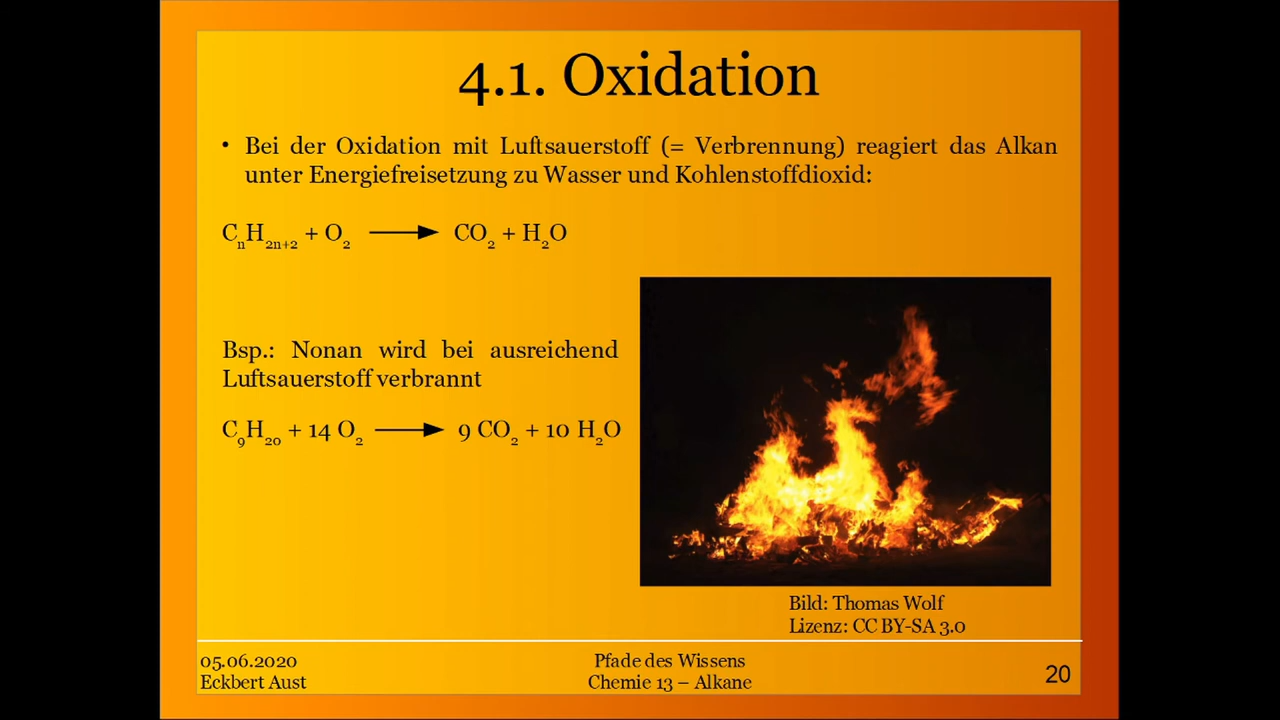 4.1. Oxidation
• Bei der Oxidation mit Luftsauerstoff (= Verbrennung) reagiert das Alkan
unter Energiefreisetzung zu Wasser und Kohlenstoffdioxid:
CₙH₂ₙ₊₂ + O₂ ⟶ CO₂ + H₂O
Bsp.: Nonan wird bei ausreichend
Luftsauerstoff verbrannt
C₉H₂₀ + 14 O₂ ⟶ 9 CO₂ + 10 H₂O
Bild: Thomas Wolf
Lizenz: CC BY-SA 3.0
05.06.2020
Eckbert Aust
Pfade des Wissens
Chemie 13 – Alkane
20